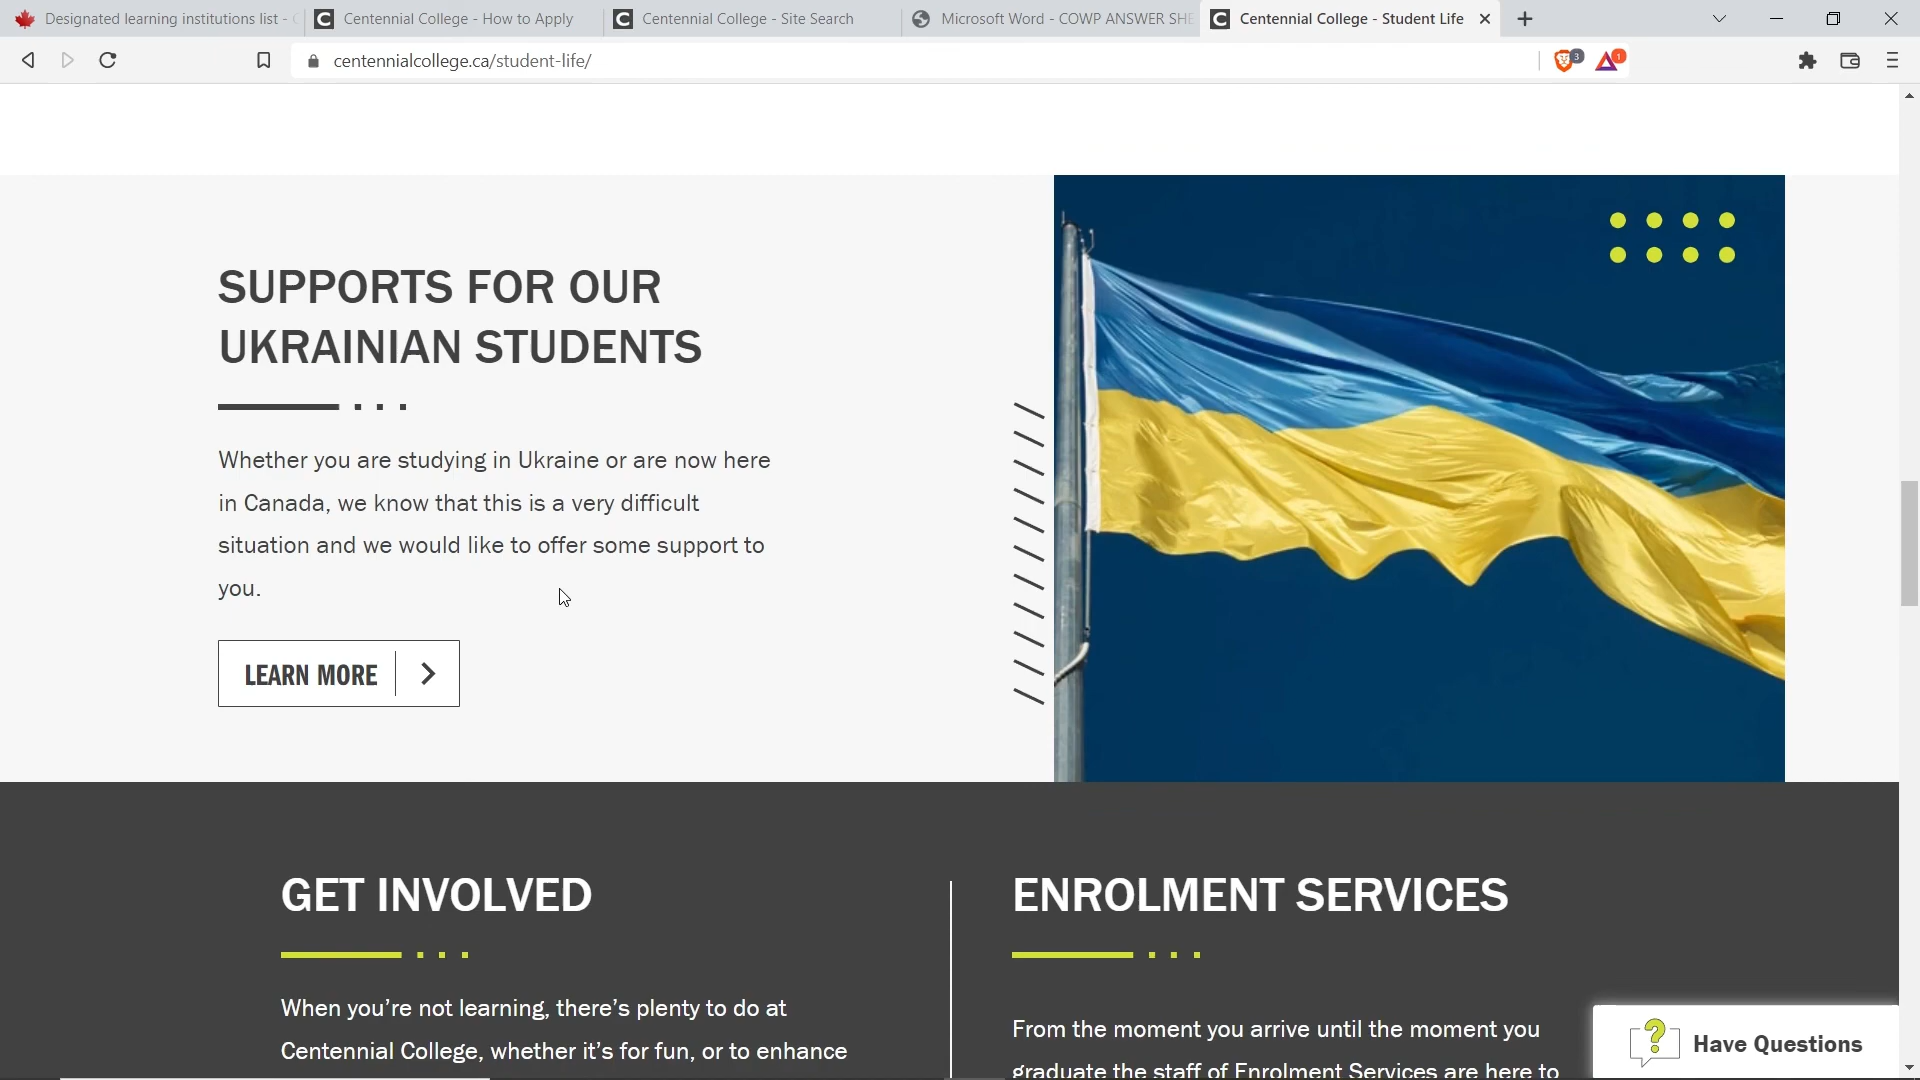 Designated learning institutions list -
Centennial College - How to Apply
Centennial College - Site Search
Microsoft Word - COWP ANSWER SHE
Centennial College - Student Life
centennialcollege.ca/student-life/
3
1
SUPPORTS FOR OUR
UKRAINIAN STUDENTS
Whether you are studying in Ukraine or are now here
in Canada, we know that this is a very difficult
situation and we would like to offer some support to
you.
LEARN MORE
GET INVOLVED
When you’re not learning, there’s plenty to do at
Centennial College, whether it’s for fun, or to enhance
ENROLMENT SERVICES
From the moment you arrive until the moment you
graduate the staff of Enrolment Services are here to
Have Questions